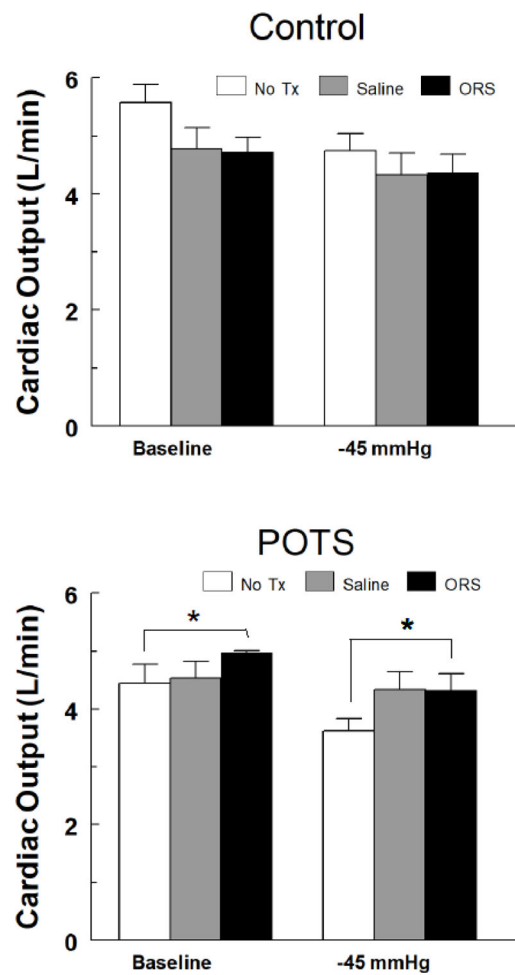 Control
No Tx Saline ORS
Cardiac Output (L/min)
6
4
2
0
Baseline -45 mmHg
POTS
No Tx Saline ORS
Cardiac Output (L/min)
6
4
2
0
* *
Baseline -45 mmHg